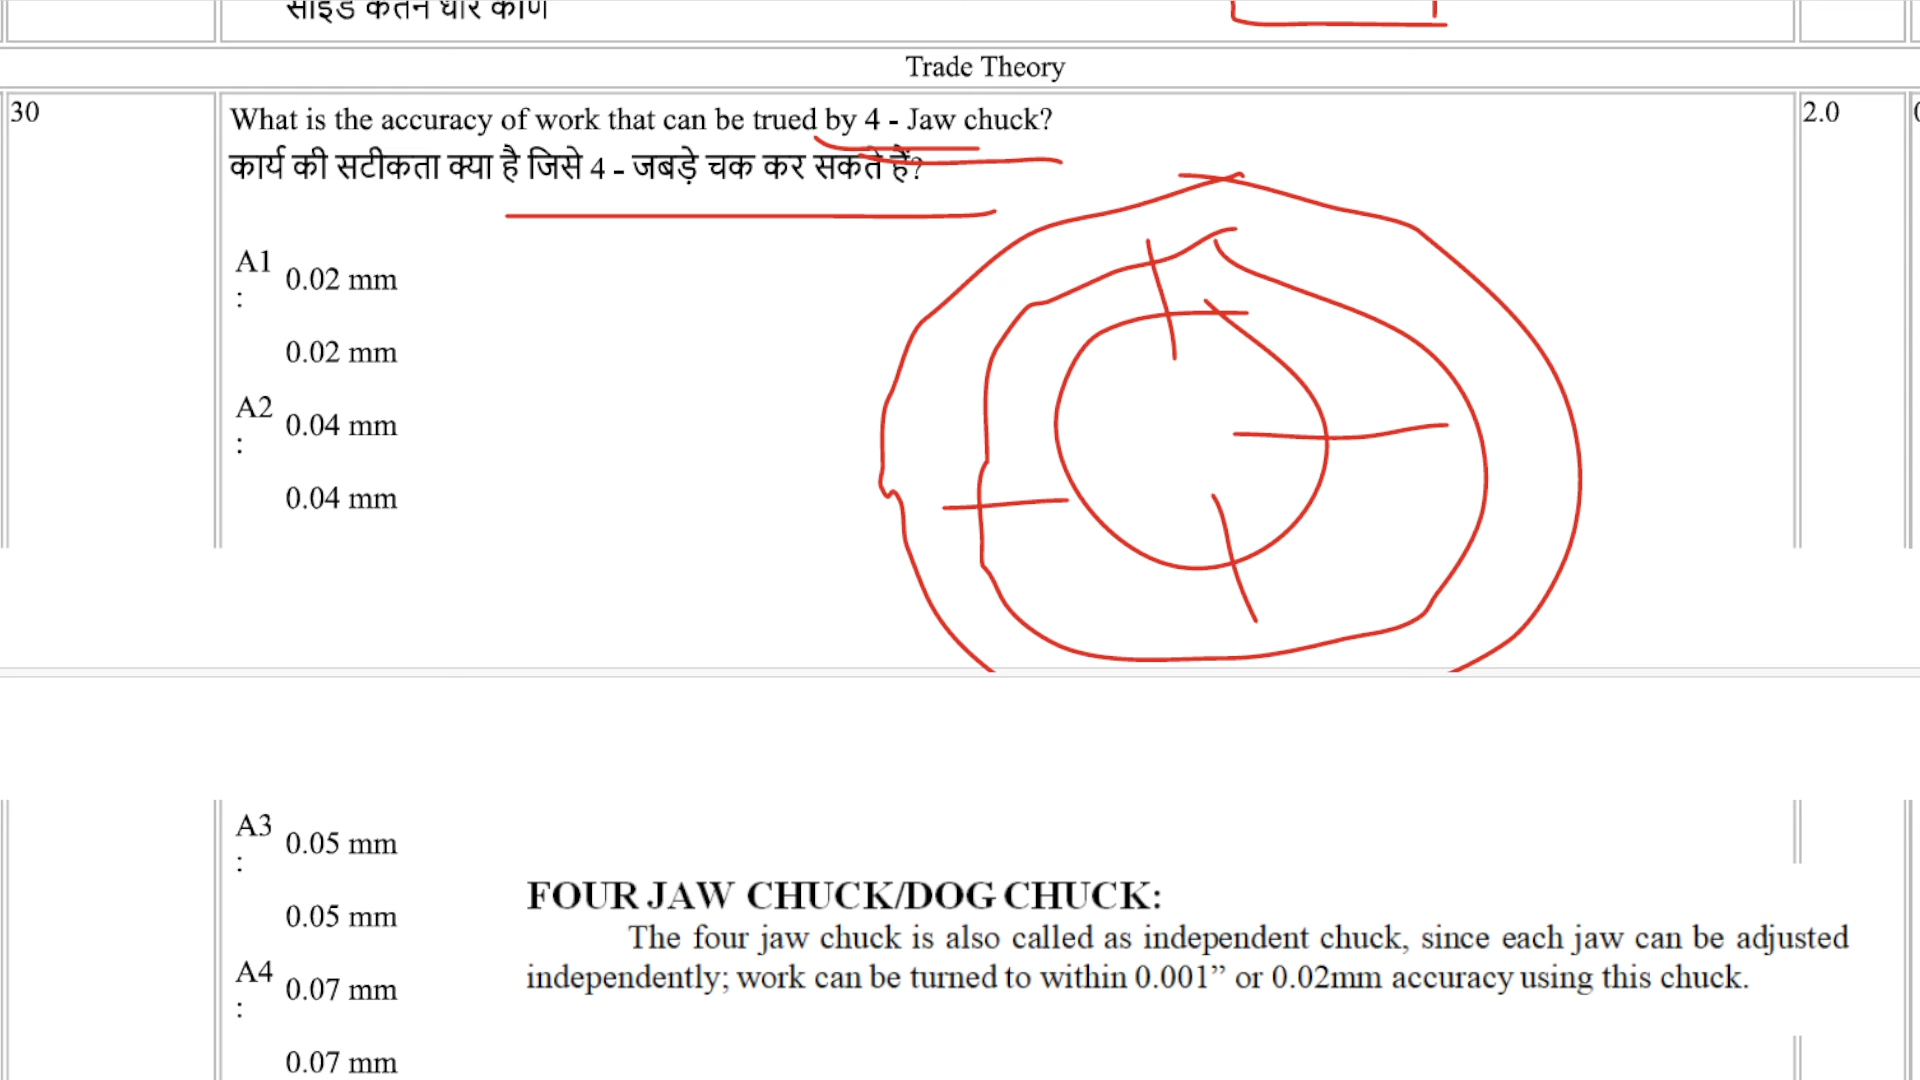 Trade Theory
30
What is the accuracy of work that can be trued by 4 - Jaw chuck?
2.0
कार्य की सटीकता क्या है जिसे 4 - जबड़े चक कर सकते हैं?
A1
:
0.02 mm
0.02 mm
A2
:
0.04 mm
0.04 mm
A3
:
0.05 mm
0.05 mm
A4
:
0.07 mm
0.07 mm
FOUR JAW CHUCK/DOG CHUCK:
The four jaw chuck is also called as independent chuck, since each jaw can be adjusted
independently; work can be turned to within 0.001” or 0.02mm accuracy using this chuck.